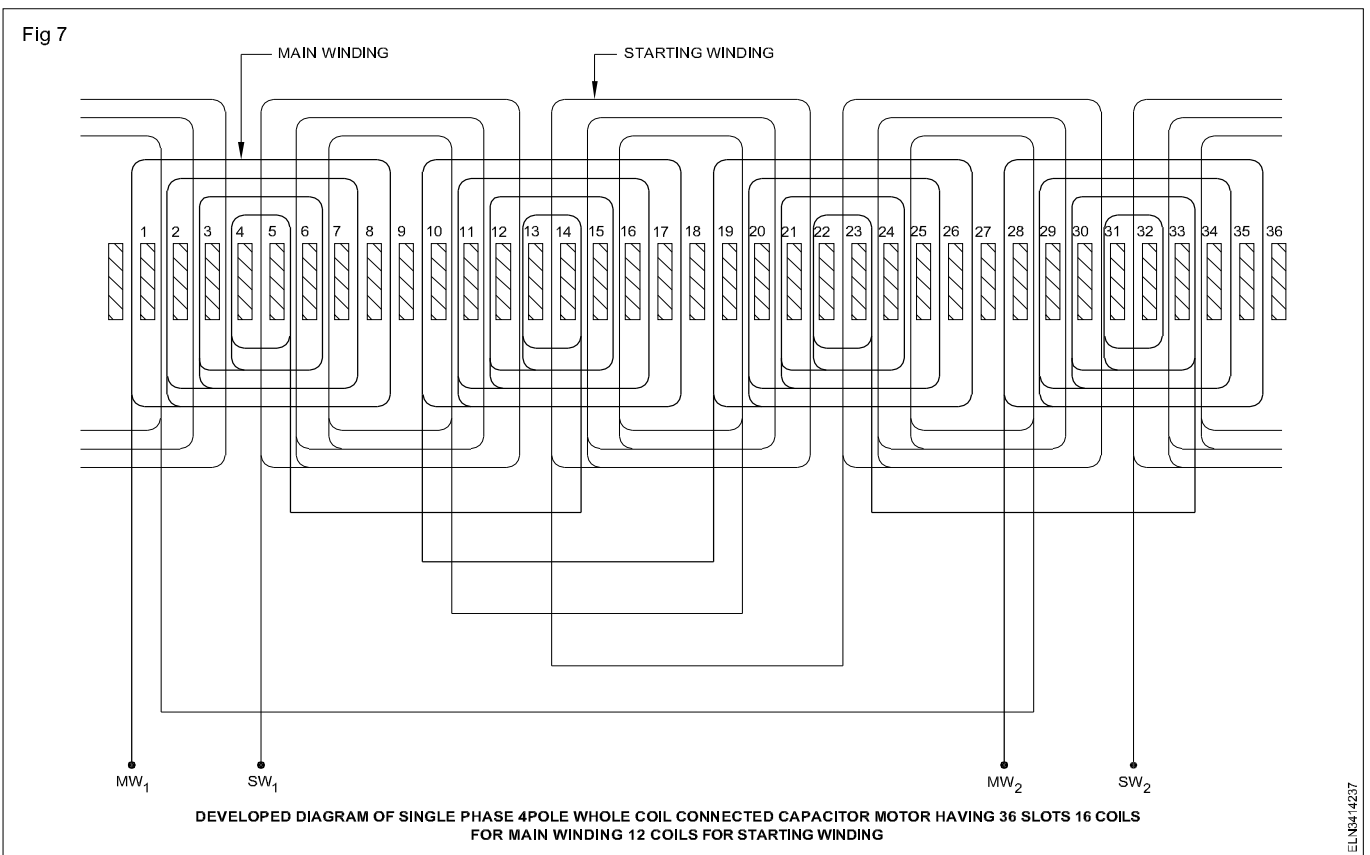 Fig 7
MAIN WINDING
STARTING WINDING
1 2 3 4 5 6 7 8 9 10 11 12 13 14 15 16 17 18 19 20 21 22 23 24 25 26 27 28 29 30 31 32 33 34 35 36
MW1 SW1 MW2 SW2
DEVELOPED DIAGRAM OF SINGLE PHASE 4POLE WHOLE COIL CONNECTED CAPACITOR MOTOR HAVING 36 SLOTS 16 COILS
FOR MAIN WINDING 12 COILS FOR STARTING WINDING
ELN3414237